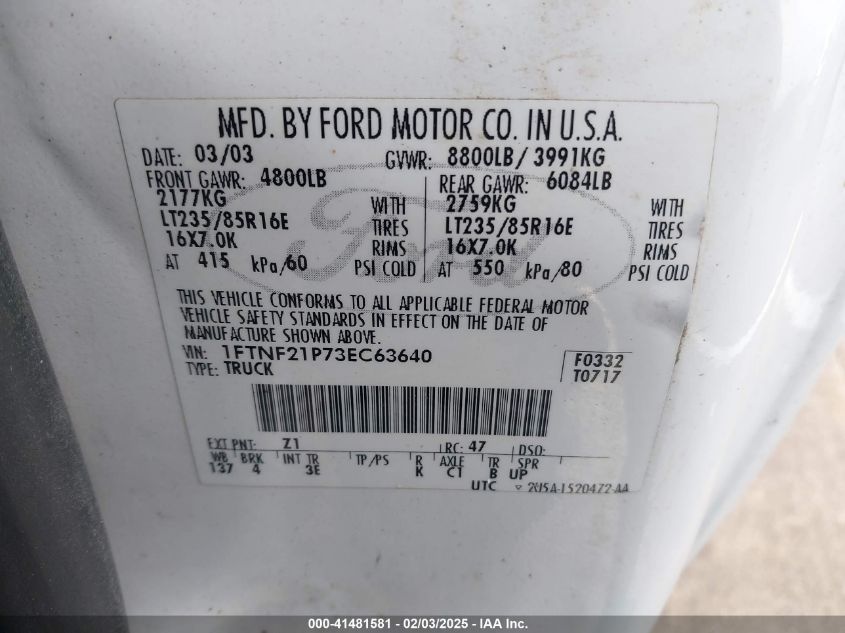 MFD. BY FORD MOTOR CO. IN U.S.A.
DATE: 03/03 GVWR: 8800LB / 3991KG
FRONT GAWR: 4800LB REAR GAWR: 6084LB
2177KG WITH 2759KG WITH
LT235/85R16E TIRES LT235/85R16E TIRES
16X7.0K RIMS 16X7.0K RIMS
AT 415 kPa/60 PSI COLD AT 550 kPa/80 PSI COLD
Ford
THIS VEHICLE CONFORMS TO ALL APPLICABLE FEDERAL MOTOR
VEHICLE SAFETY STANDARDS IN EFFECT ON THE DATE OF
MANUFACTURE SHOWN ABOVE.
VIN: 1FTNF21P73EC63640 F0332
TYPE: TRUCK T0717
EXT PNT: Z1 RC: 47 DSO:
WB BRK INT TR TP/PS R AXLE TR SPR
137 4 3E K C1 B UP
UTC
000-41481581 - 02/03/2025 - IAA Inc.